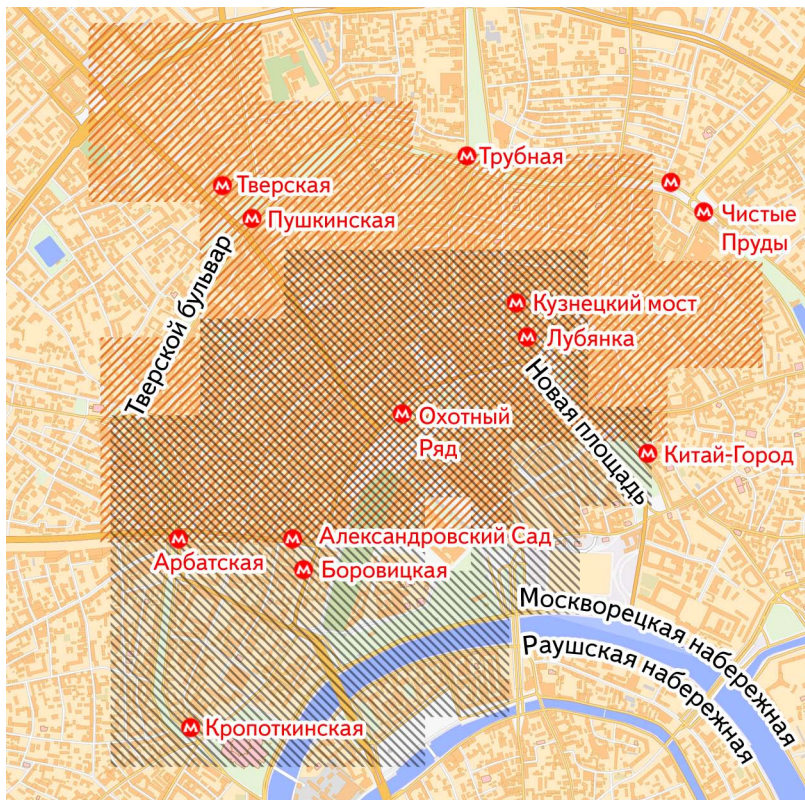 Трубная
Тверская
Чистые
Пруды
Пушкинская
Тверской бульвар
Кузнецкий мост
Лубянка
Новая площадь
Охотный
Ряд
Китай-Город
Александровский Сад
Арбатская
Боровицкая
Москворецкая набережная
Раушская набережная
Кропоткинская